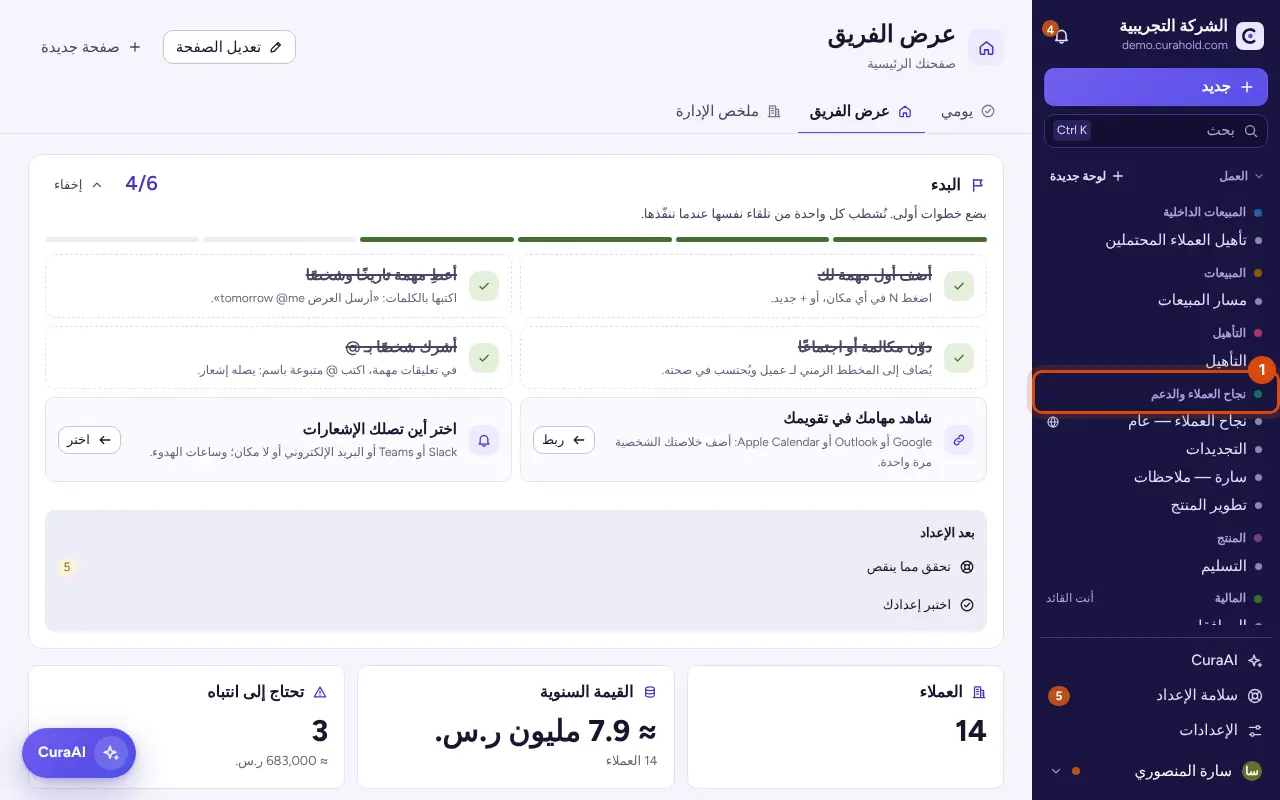 الشركة التجريبية
demo.curahold.com
4
+ جديد
بحث
Ctrl K
العمل
+ لوحة جديدة
المبيعات الداخلية
تأهيل العملاء المحتملين
المبيعات
مسار المبيعات
التأهيل
التأهيل
1
نجاح العملاء والدعم
نجاح العملاء — عام
التجديدات
سارة — ملاحظات
تطوير المنتج
المنتج
التسليم
المالية
أنت القائد
CuraAI
سلامة الإعداد
5
الإعدادات
سارة المنصوري
سا
عرض الفريق
صفحتك الرئيسية
تعديل الصفحة
+ صفحة جديدة
يومي
عرض الفريق
ملخص الإدارة
البدء
4/6
إخفاء
بضع خطوات أولى. تُشطب كل واحدة من تلقاء نفسها عندما تنفّذها.
أضف أول مهمة لك
اضغط N في أي مكان، أو + جديد.
أعطِ مهمة تاريخًا وشخصًا
اكتبها بالكلمات: «أرسل العرض tomorrow @me».
دوّن مكالمة أو اجتماعًا
يُضاف إلى المخطط الزمني لـ عميل ويُحتسب في صحته.
أشرك شخصًا بـ @
في تعليقات مهمة، اكتب @ متبوعة باسم: يصله إشعار.
شاهد مهامك في تقويمك
Google أو Outlook أو Apple Calendar: أضف خلاصتك الشخصية
مرة واحدة.
ربط
اختر أين تصلك الإشعارات
Slack أو Teams أو البريد الإلكتروني أو لا مكان؛ وساعات الهدوء.
اختر
بعد الإعداد
تحقق مما ينقص
5
اختبر إعدادك
العملاء
14
القيمة السنوية
≈ 7.9 مليون ر.س.
14 العملاء
تحتاج إلى انتباه
3
≈ 683,000 ر.س.
CuraAI